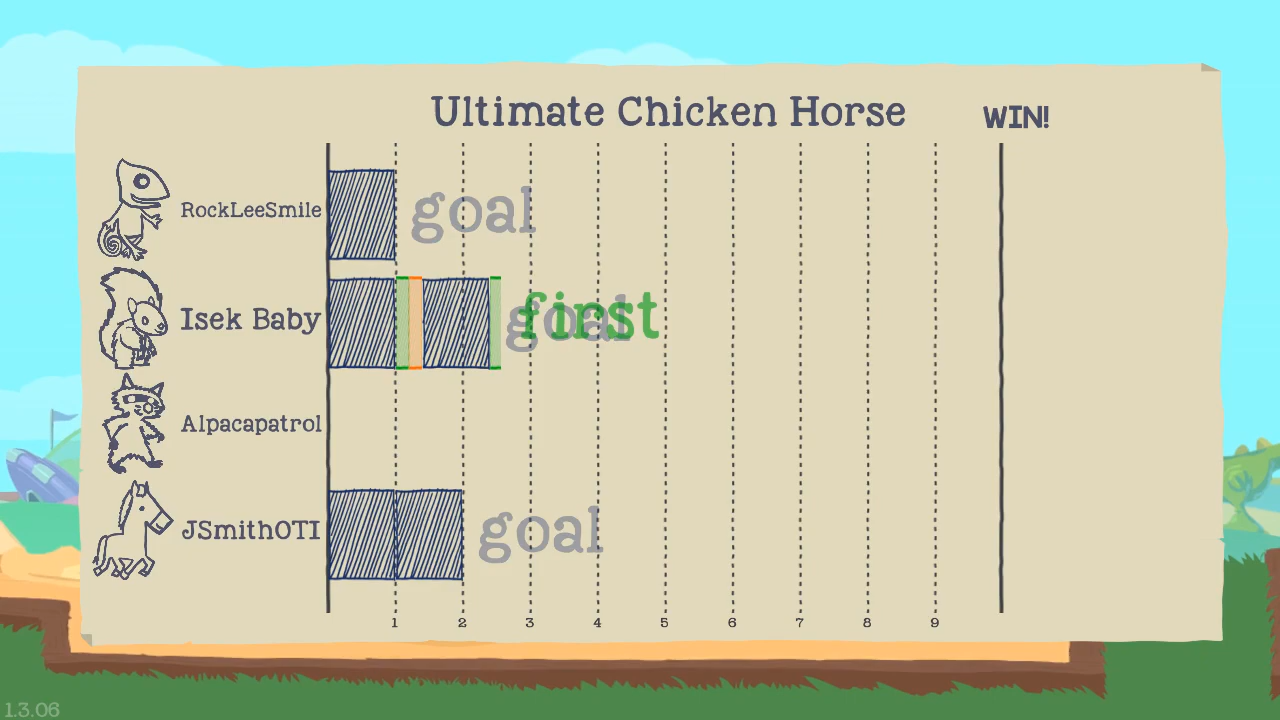 Ultimate Chicken Horse
WIN!
RockLeeSmile
goal
Isek Baby
goal
first
Alpacapatrol
JSmithOTI
goal
1 2 3 4 5 6 7 8 9
1.3.06